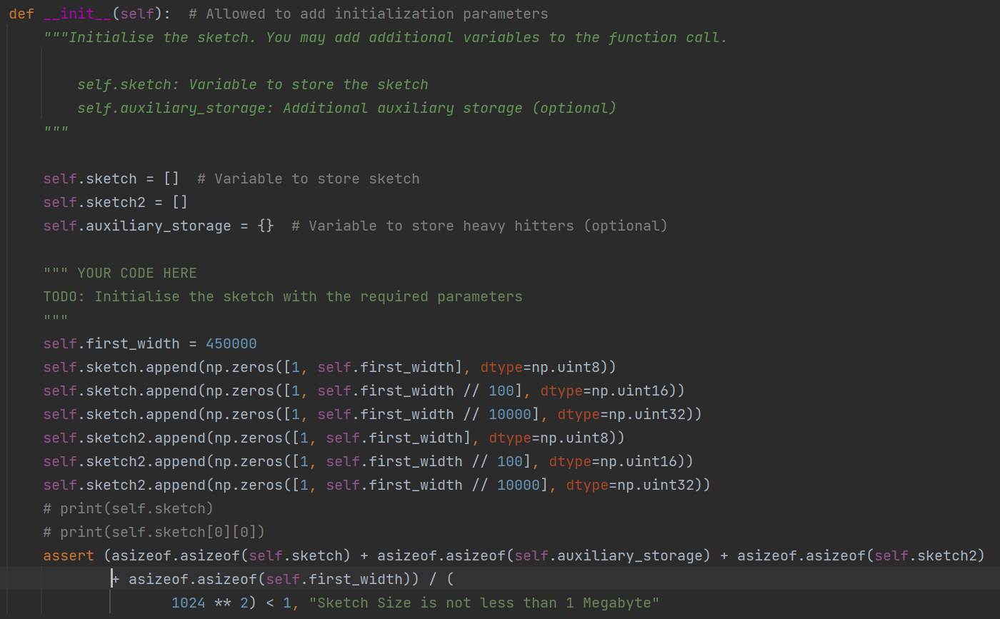 def __init__(self):  # Allowed to add initialization parameters
    """Initialise the sketch. You may add additional variables to the function call.

        self.sketch: Variable to store the sketch
        self.auxiliary_storage: Additional auxiliary storage (optional)
    """

    self.sketch = []  # Variable to store sketch
    self.sketch2 = []
    self.auxiliary_storage = {}  # Variable to store heavy hitters (optional)

    """ YOUR CODE HERE
    TODO: Initialise the sketch with the required parameters
    """
    self.first_width = 450000
    self.sketch.append(np.zeros([1, self.first_width], dtype=np.uint8))
    self.sketch.append(np.zeros([1, self.first_width // 100], dtype=np.uint16))
    self.sketch.append(np.zeros([1, self.first_width // 10000], dtype=np.uint32))
    self.sketch2.append(np.zeros([1, self.first_width], dtype=np.uint8))
    self.sketch2.append(np.zeros([1, self.first_width // 100], dtype=np.uint16))
    self.sketch2.append(np.zeros([1, self.first_width // 10000], dtype=np.uint32))
    # print(self.sketch)
    # print(self.sketch[0][0])
    assert (asizeof.asizeof(self.sketch) + asizeof.asizeof(self.auxiliary_storage) + asizeof.asizeof(self.sketch2)
            + asizeof.asizeof(self.first_width)) / (
                   1024 ** 2) < 1, "Sketch Size is not less than 1 Megabyte"